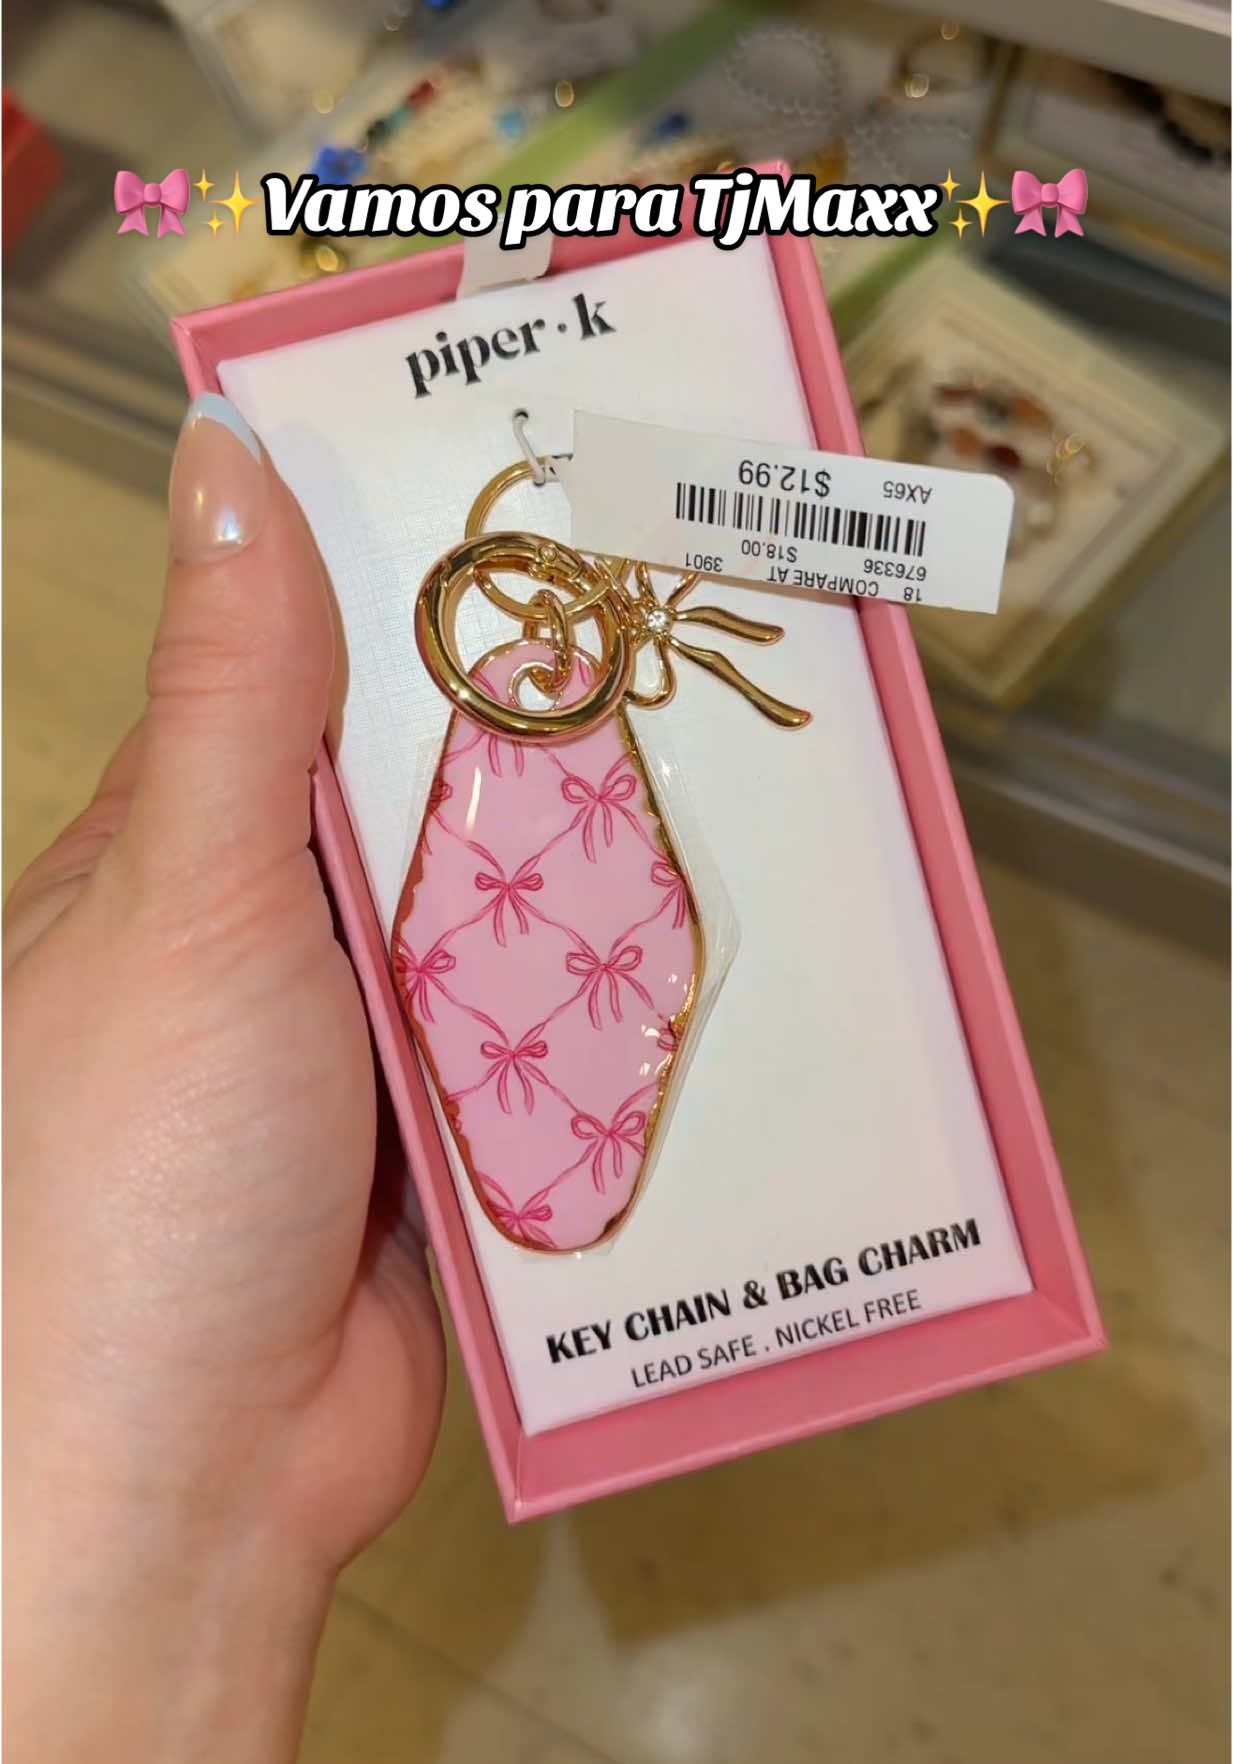 🎀✨Vamos para TjMaxx✨🎀
piper·k
18 COMPARE AT 3901
676336 $18.00
AX65 $12.99
KEY CHAIN & BAG CHARM
LEAD SAFE . NICKEL FREE